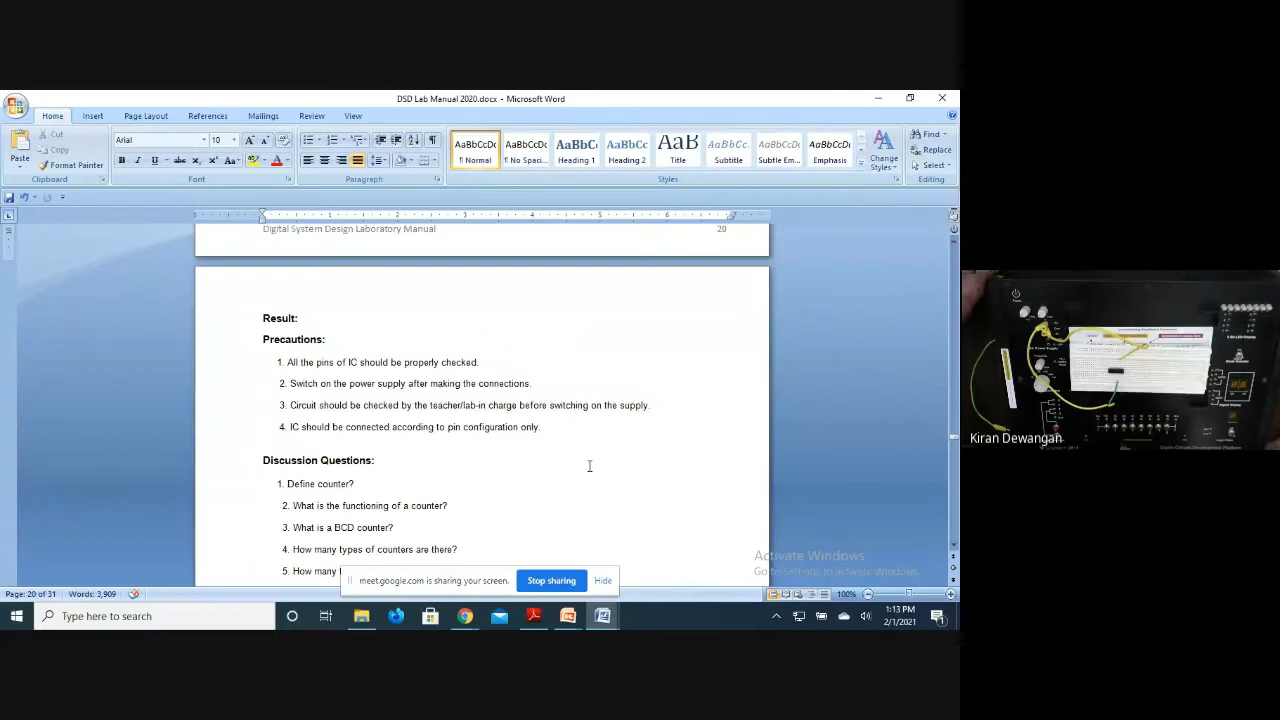 DSD Lab Manual 2020.docx - Microsoft Word
Home Insert Page Layout References Mailings Review View
Paste
Cut
Copy
Format Painter
Clipboard
Arial 10
Font
Paragraph
AaBbCcDc
¶ Normal
AaBbCcDc
¶ No Spaci...
AaBbC
Heading 1
AaBbCc
Heading 2
AaB
Title
AaBbCc.
Subtitle
AaBbCcDi
Subtle Em...
AaBbCcDi
Emphasis
Change
Styles
Styles
Find
Replace
Select
Editing
Digital System Design Laboratory Manual 20
Result:
Precautions:
1. All the pins of IC should be properly checked.
2. Switch on the power supply after making the connections.
3. Circuit should be checked by the teacher/lab-in charge before switching on the supply.
4. IC should be connected according to pin configuration only.
Discussion Questions:
1. Define counter?
2. What is the functioning of a counter?
3. What is a BCD counter?
4. How many types of counters are there?
5. How many
Activate Windows
Go to Settings to activate Windows.
meet.google.com is sharing your screen.
Stop sharing
Hide
Page: 20 of 31 Words: 3,909 100%
Type here to search
1:13 PM
2/1/2021
Kiran Dewangan